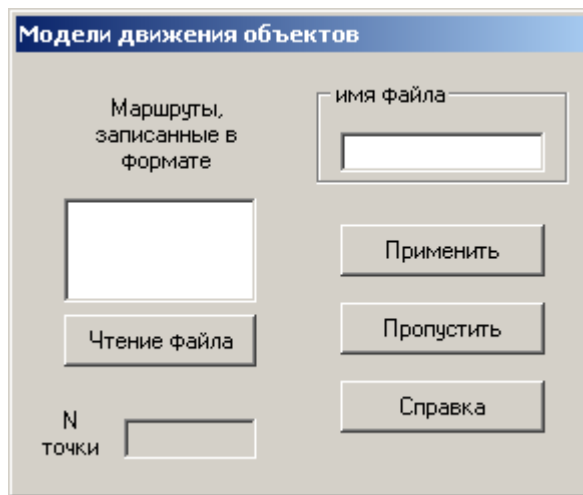 Модели движения объектов
Маршруты,
записанные в
формате
имя файла
Применить
Чтение файла
Пропустить
N
точки
Справка